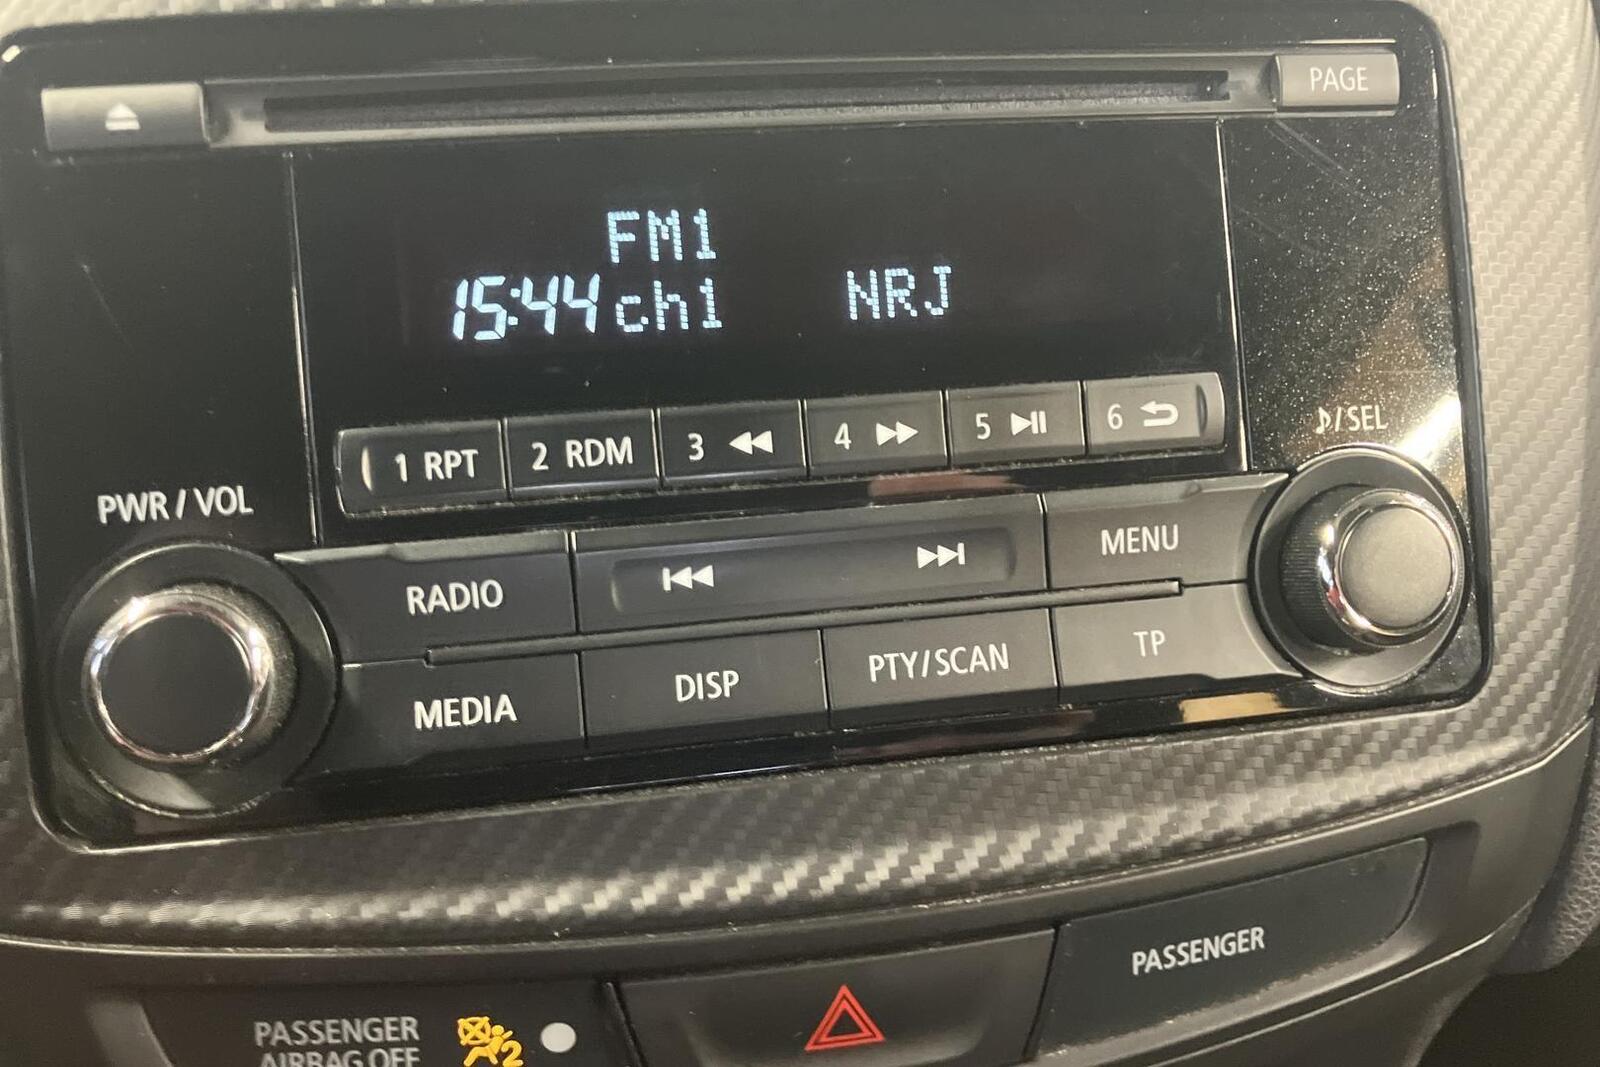 PAGE
FM1
15:44 ch1 NRJ
♪/SEL
1 RPT 2 RDM 3 4 5 6
PWR / VOL
RADIO MENU
MEDIA DISP PTY/SCAN TP
PASSENGER
PASSENGER
AIRBAG OFF
2